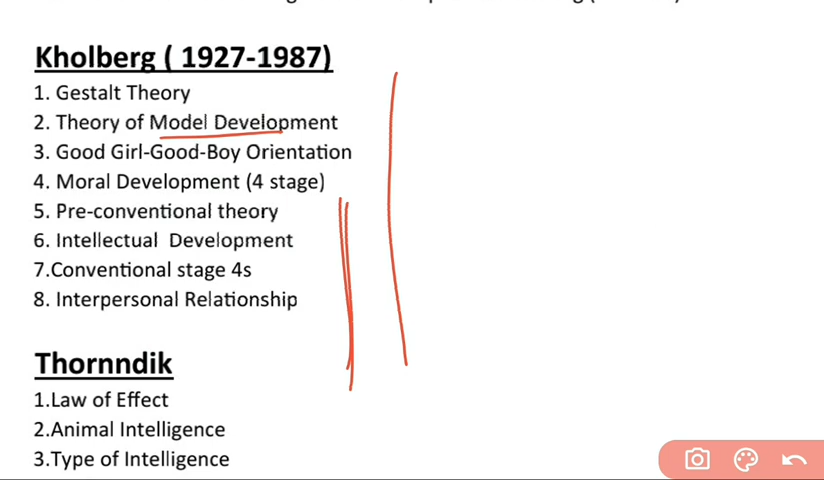 Kholberg ( 1927-1987)
1. Gestalt Theory
2. Theory of Model Development
3. Good Girl-Good-Boy Orientation
4. Moral Development (4 stage)
5. Pre-conventional theory
6. Intellectual Development
7.Conventional stage 4s
8. Interpersonal Relationship
Thornndik
1.Law of Effect
2.Animal Intelligence
3.Type of Intelligence